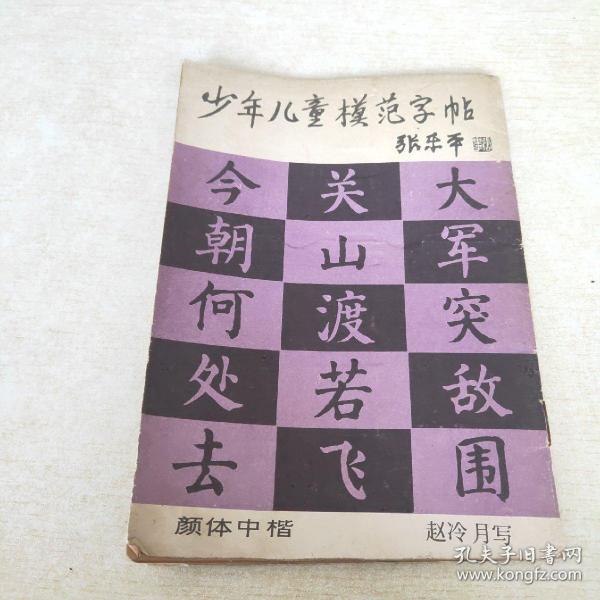 少年儿童模范字帖
张乐平
大军突敌围
关山渡若飞
今朝何处去
颜体中楷
赵冷月写
孔夫子旧书网
www.kongfz.com